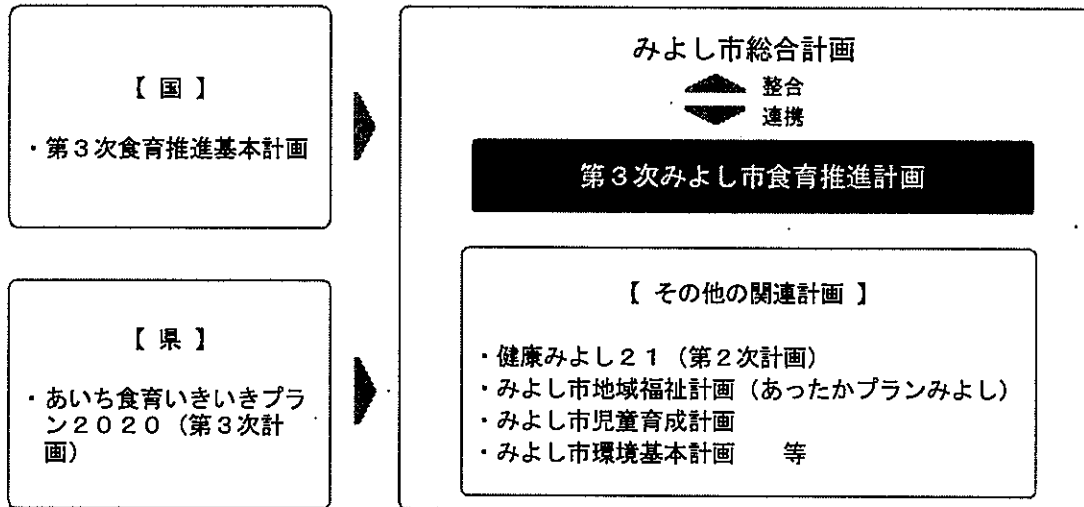 【 国 】
・第３次食育推進基本計画
【 県 】
・あいち食育いきいきプラ
ン２０２０（第３次計
画）
みよし市総合計画
整合
連携
第３次みよし市食育推進計画
【 その他の関連計画 】
・健康みよし２１（第２次計画）
・みよし市地域福祉計画（あったかプランみよし）
・みよし市児童育成計画
・みよし市環境基本計画　等